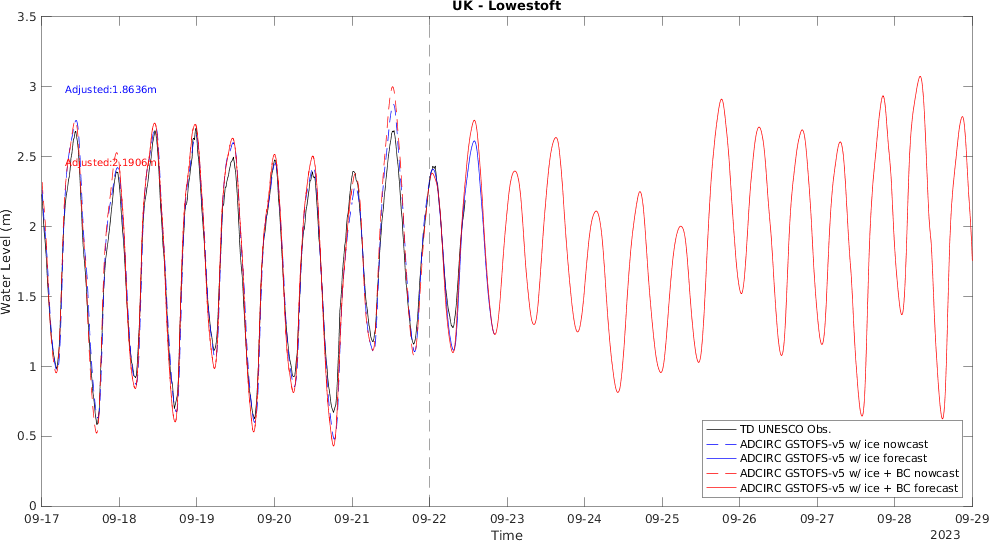 UK - Lowestoft
3.5
3
2.5
2
1.5
1
0.5
0
Water Level (m)
Adjusted:1.8636m
Adjusted:2.1906m
TD UNESCO Obs.
ADCIRC GSTOFS-v5 w/ ice nowcast
ADCIRC GSTOFS-v5 w/ ice forecast
ADCIRC GSTOFS-v5 w/ ice + BC nowcast
ADCIRC GSTOFS-v5 w/ ice + BC forecast
09-17 09-18 09-19 09-20 09-21 09-22 09-23 09-24 09-25 09-26 09-27 09-28 09-29
Time
2023